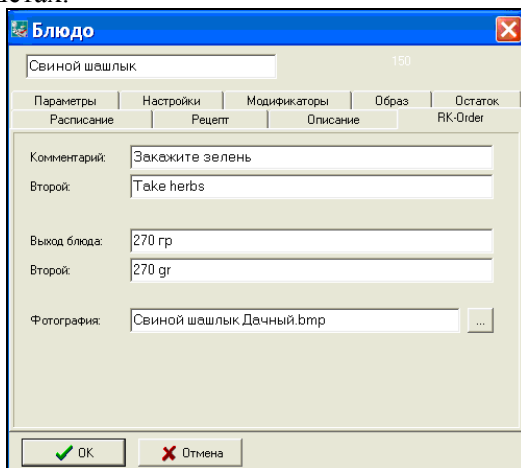 Блюдо
Свиной шашлык
150
Параметры Настройки Модификаторы Образ Остаток
Расписание Рецепт Описание RK-Order
Комментарий: Закажите зелень
Второй: Take herbs
Выход блюда: 270 гр
Второй: 270 gr
Фотография: Свиной шашлык Дачный.bmp ...
OK Отмена